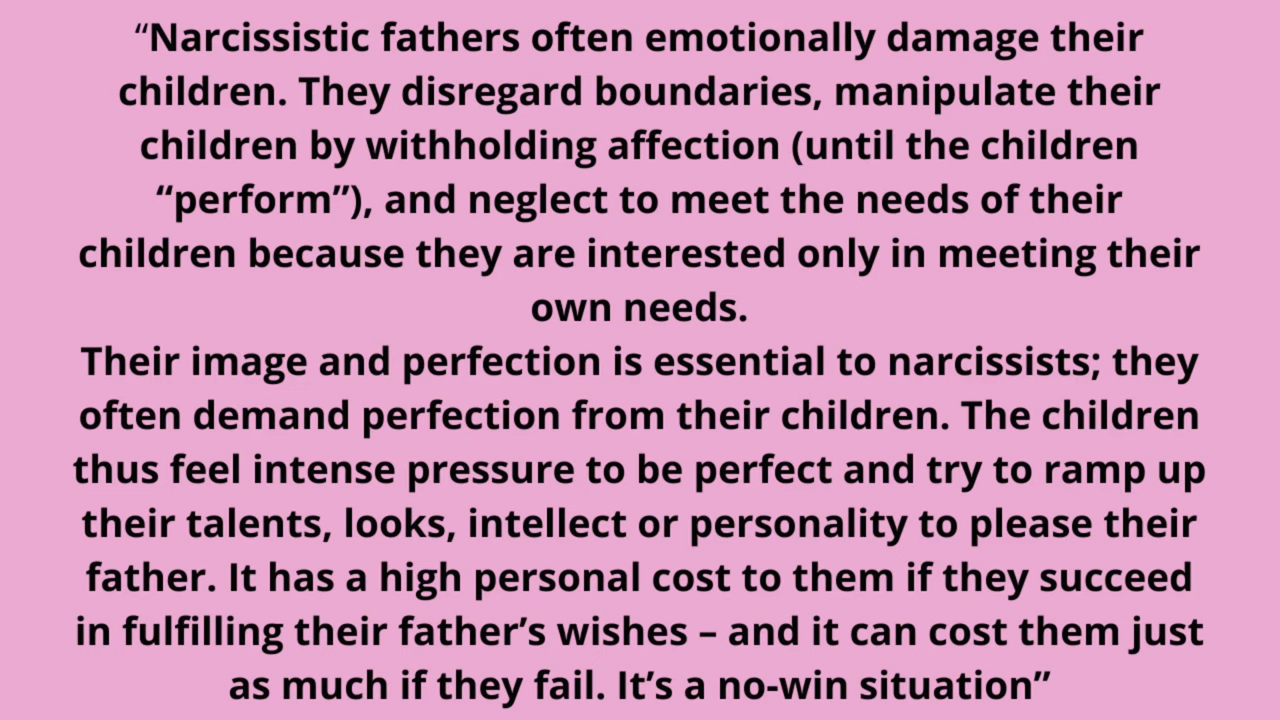 “Narcissistic fathers often emotionally damage their
children. They disregard boundaries, manipulate their
children by withholding affection (until the children
“perform”), and neglect to meet the needs of their
children because they are interested only in meeting their
own needs.
Their image and perfection is essential to narcissists; they
often demand perfection from their children. The children
thus feel intense pressure to be perfect and try to ramp up
their talents, looks, intellect or personality to please their
father. It has a high personal cost to them if they succeed
in fulfilling their father’s wishes – and it can cost them just
as much if they fail. It’s a no-win situation”